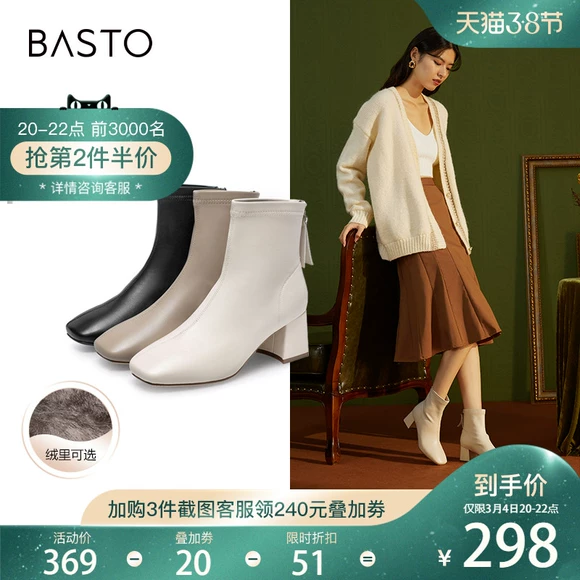 BASTO
天猫3·8节
20-22点 前3000名
抢第2件半价
*详情咨询客服*
绒里可选
加购3件截图客服领240元叠加券
到手价
仅限3月4日20-22点
活动价 叠加券 限时折扣
369 - 20 - 51 = ¥298